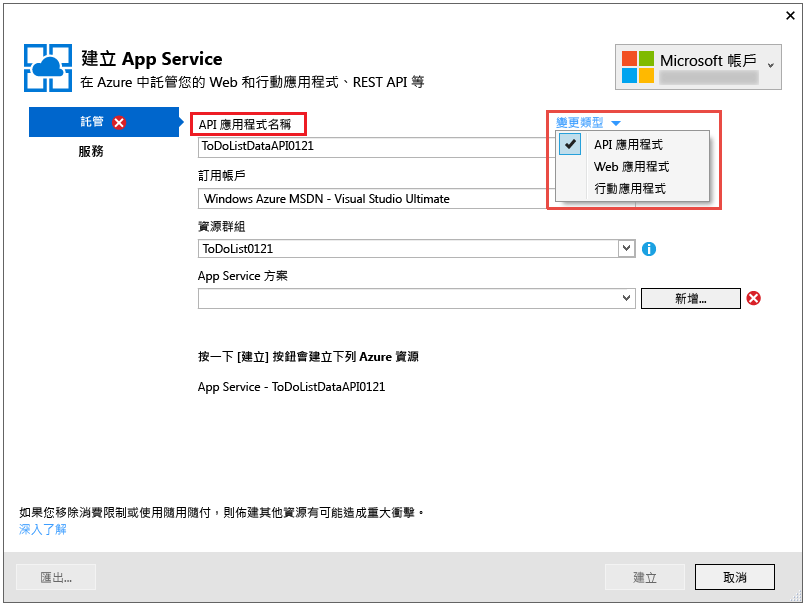 建立 App Service
在 Azure 中託管您的 Web 和行動應用程式、REST API 等
Microsoft 帳戶
託管
服務
API 應用程式名稱
變更類型
ToDoListDataAPI0121
API 應用程式
Web 應用程式
行動應用程式
訂用帳戶
Windows Azure MSDN - Visual Studio Ultimate
資源群組
ToDoList0121
App Service 方案
新增...
按一下 [建立] 按鈕會建立下列 Azure 資源
App Service - ToDoListDataAPI0121
如果您移除消費限制或使用隨用隨付，則佈建其他資源有可能造成重大衝擊。
深入了解
匯出...
建立
取消